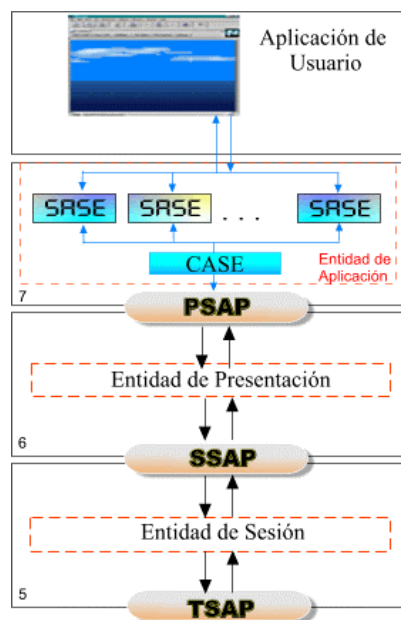 Aplicación de
Usuario
SASE SASE . . . SASE
CASE
Entidad de
Aplicación
7
PSAP
Entidad de Presentación
6
SSAP
Entidad de Sesión
5
TSAP